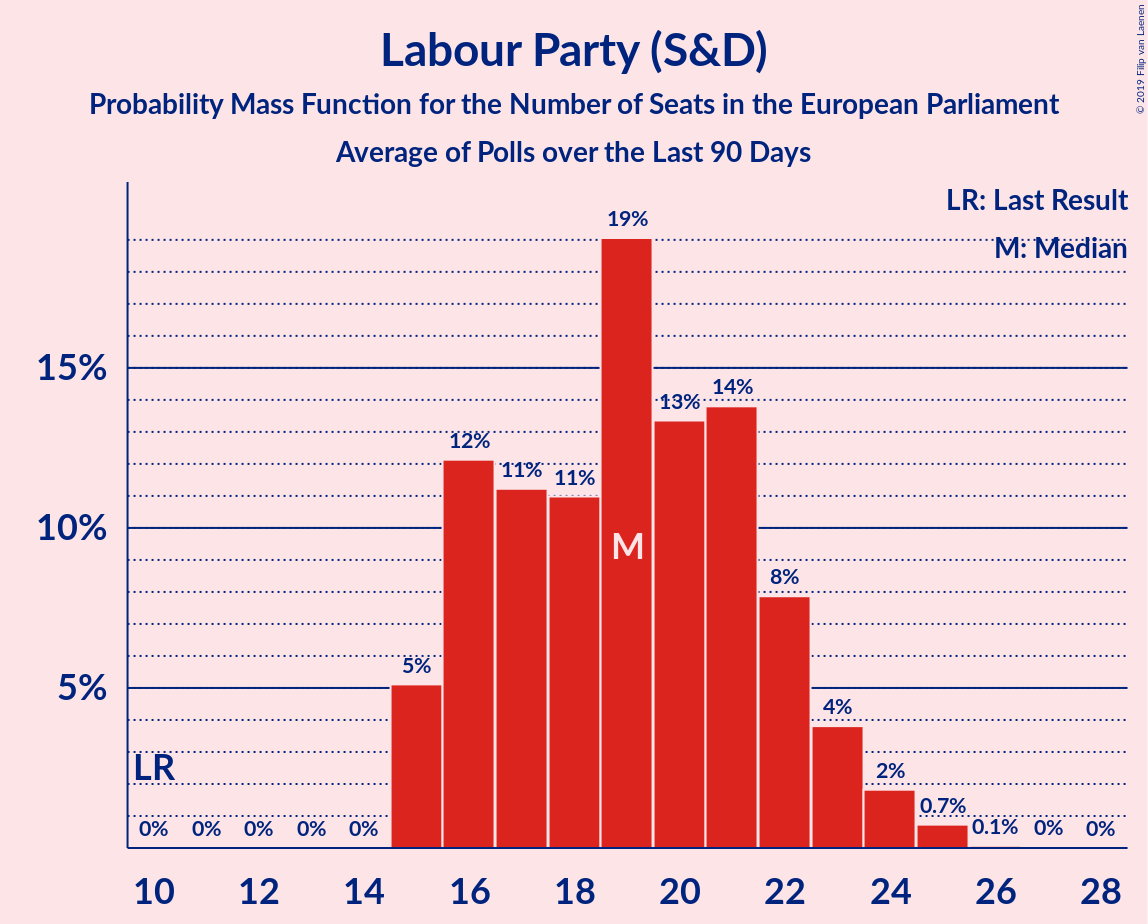 Labour Party (S&D)
Probability Mass Function for the Number of Seats in the European Parliament
Average of Polls over the Last 90 Days
© 2019 Filip van Laenen
LR: Last Result
M: Median
15%
10%
5%
0%
0%
0%
0%
0%
5%
12%
11%
11%
19%
13%
14%
8%
4%
2%
0.7%
0.1%
0%
0%
LR
M
10 12 14 16 18 20 22 24 26 28